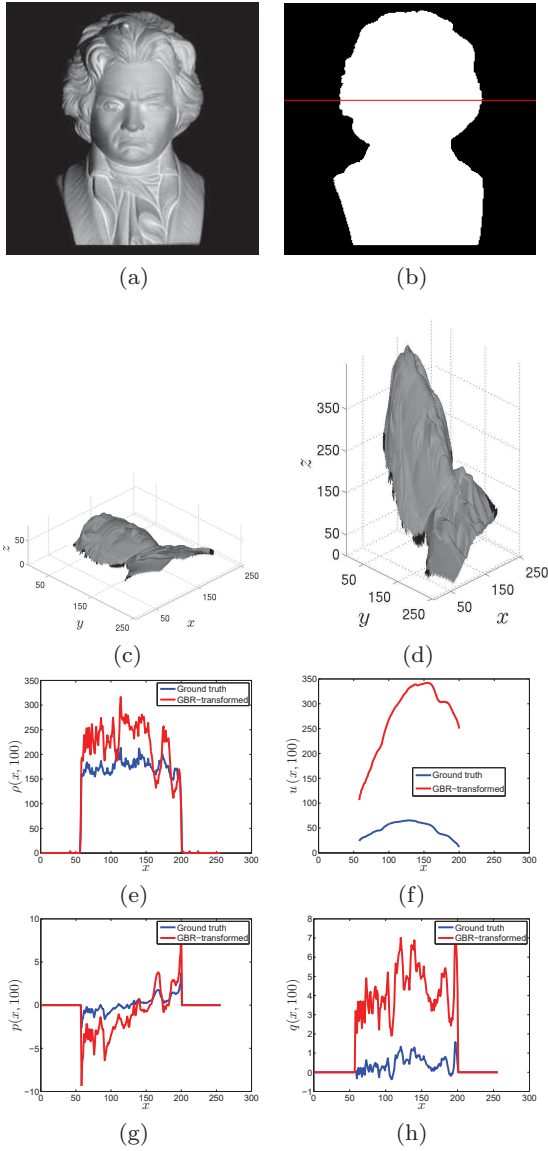 (a) (b)
z
50
0
50
150
250
y
50
150
250
x
(c)
z
350
250
150
50
0
50
150
250
y
50
150
250
x
(d)
ρ(x, 100)
350
300
250
200
150
100
50
0
0 50 100 150 200 250 300
x
Ground truth
GBR-transformed
(e)
u(x, 100)
350
300
250
200
150
100
50
0
0 50 100 150 200 250 300
x
Ground truth
GBR-transformed
(f)
p(x, 100)
10
5
0
−5
−10
0 50 100 150 200 250 300
x
Ground truth
GBR-transformed
(g)
q(x, 100)
8
7
6
5
4
3
2
1
0
−1
0 50 100 150 200 250 300
x
Ground truth
GBR-transformed
(h)